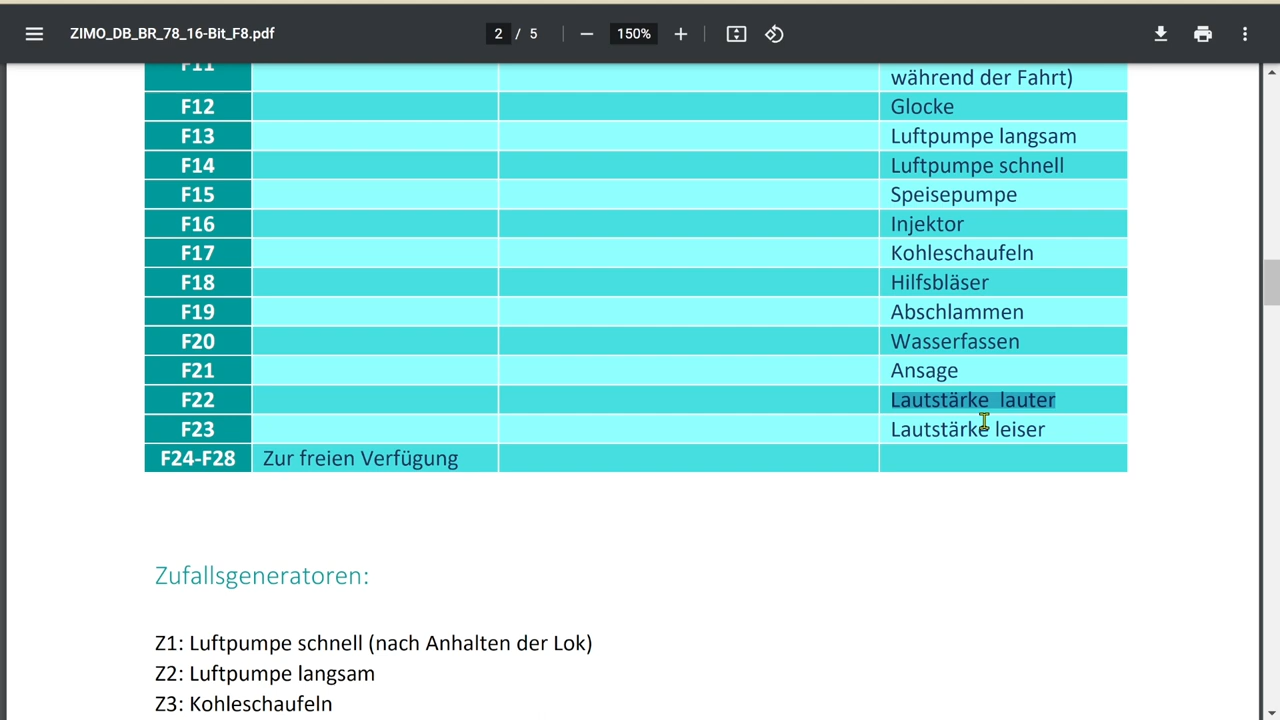 ZIMO_DB_BR_78_16-Bit_F8.pdf 2 / 5 150%
F11 während der Fahrt)
F12 Glocke
F13 Luftpumpe langsam
F14 Luftpumpe schnell
F15 Speisepumpe
F16 Injektor
F17 Kohleschaufeln
F18 Hilfsbläser
F19 Abschlammen
F20 Wasserfassen
F21 Ansage
F22 Lautstärke  lauter
F23 Lautstärke leiser
F24-F28 Zur freien Verfügung
Zufallsgeneratoren:
Z1: Luftpumpe schnell (nach Anhalten der Lok)
Z2: Luftpumpe langsam
Z3: Kohleschaufeln